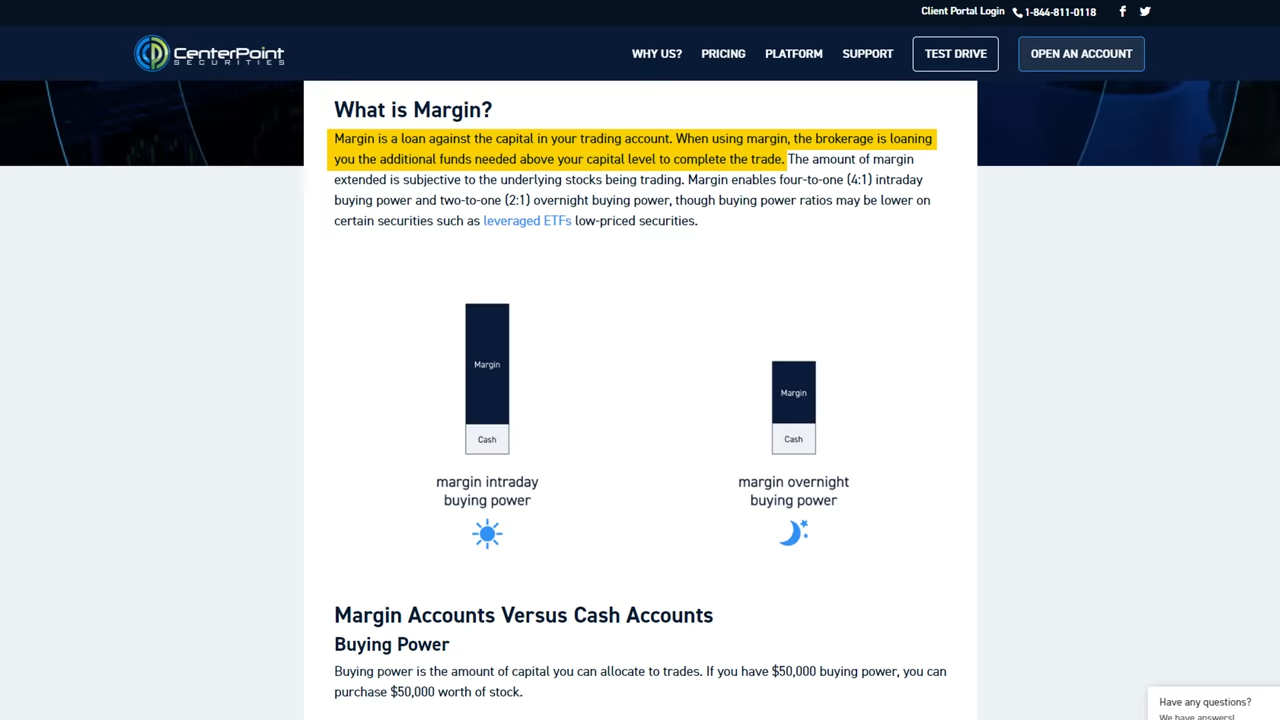 Client Portal Login 1-844-811-0118
CenterPoint
SECURITIES
WHY US? PRICING PLATFORM SUPPORT TEST DRIVE OPEN AN ACCOUNT
What is Margin?
Margin is a loan against the capital in your trading account. When using margin, the brokerage is loaning
you the additional funds needed above your capital level to complete the trade. The amount of margin
extended is subjective to the underlying stocks being trading. Margin enables four-to-one (4:1) intraday
buying power and two-to-one (2:1) overnight buying power, though buying power ratios may be lower on
certain securities such as leveraged ETFs low-priced securities.
Margin
Cash
margin intraday
buying power
Margin
Cash
margin overnight
buying power
Margin Accounts Versus Cash Accounts
Buying Power
Buying power is the amount of capital you can allocate to trades. If you have $50,000 buying power, you can
purchase $50,000 worth of stock.
Have any questions?
We have answers!